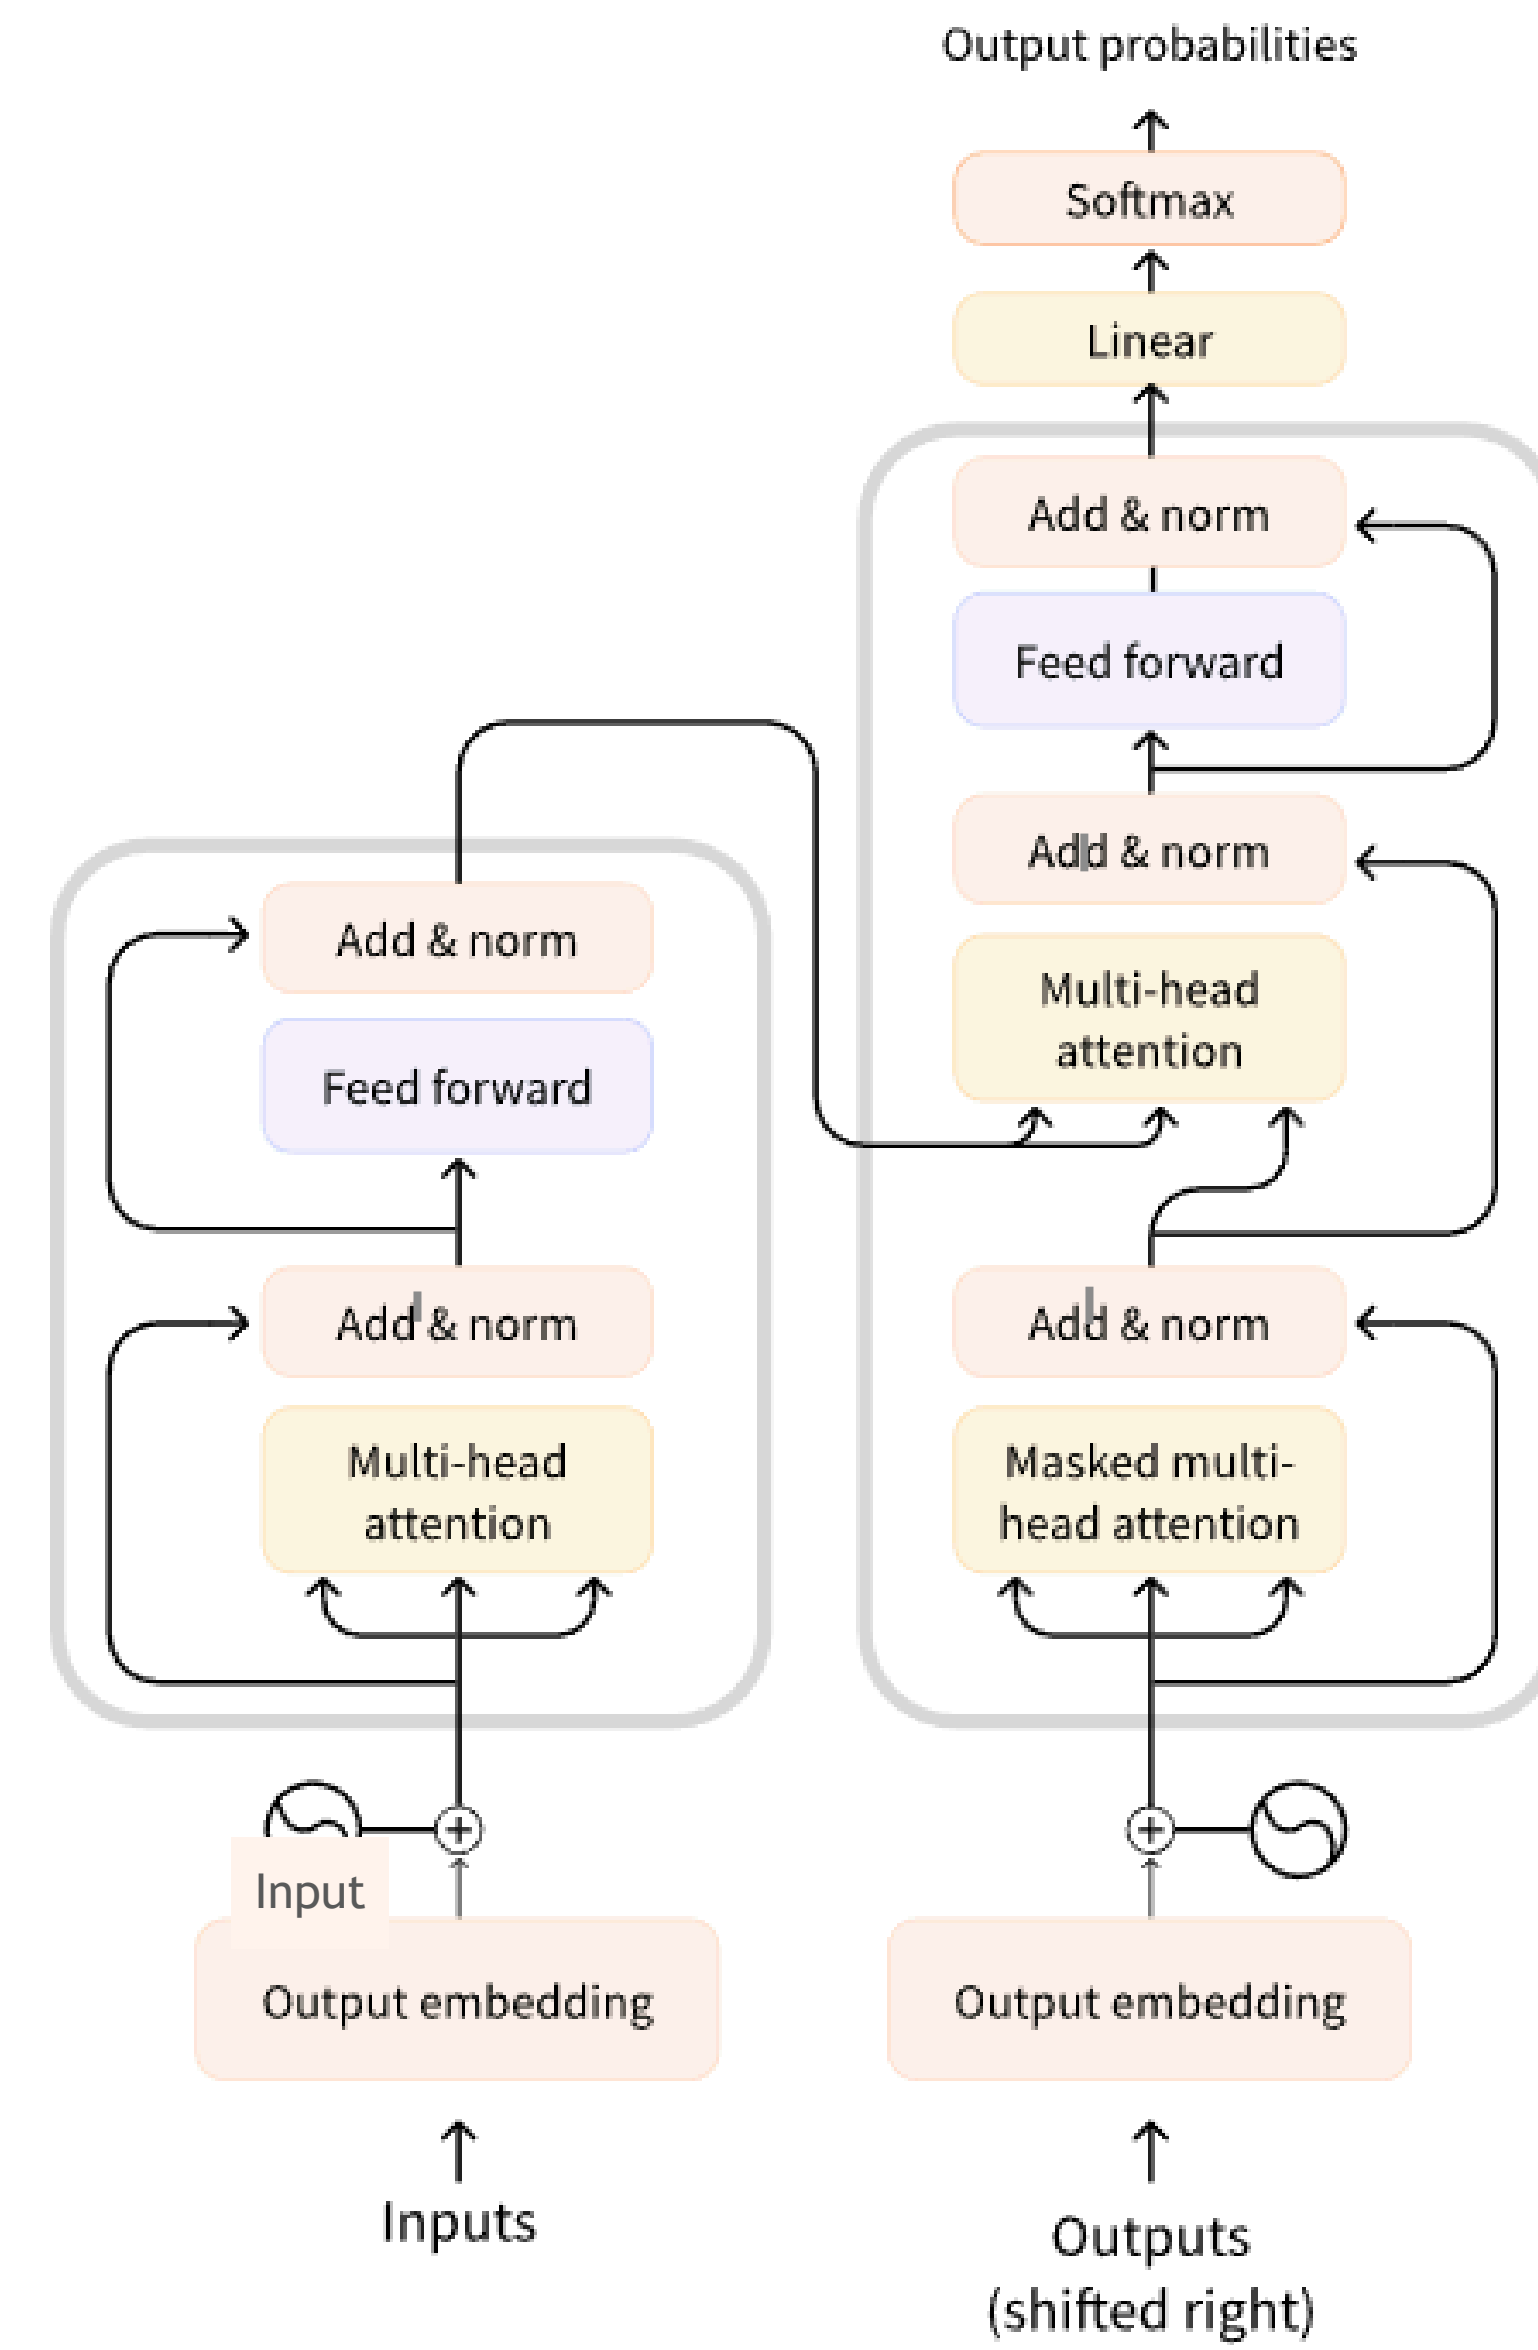 Output probabilities
Softmax
Linear
Add & norm
Feed forward
Add & norm
Multi-head
attention
Add & norm
Masked multi-
head attention
Add & norm
Feed forward
Add & norm
Multi-head
attention
Input
Output embedding
Output embedding
Inputs
Outputs
(shifted right)